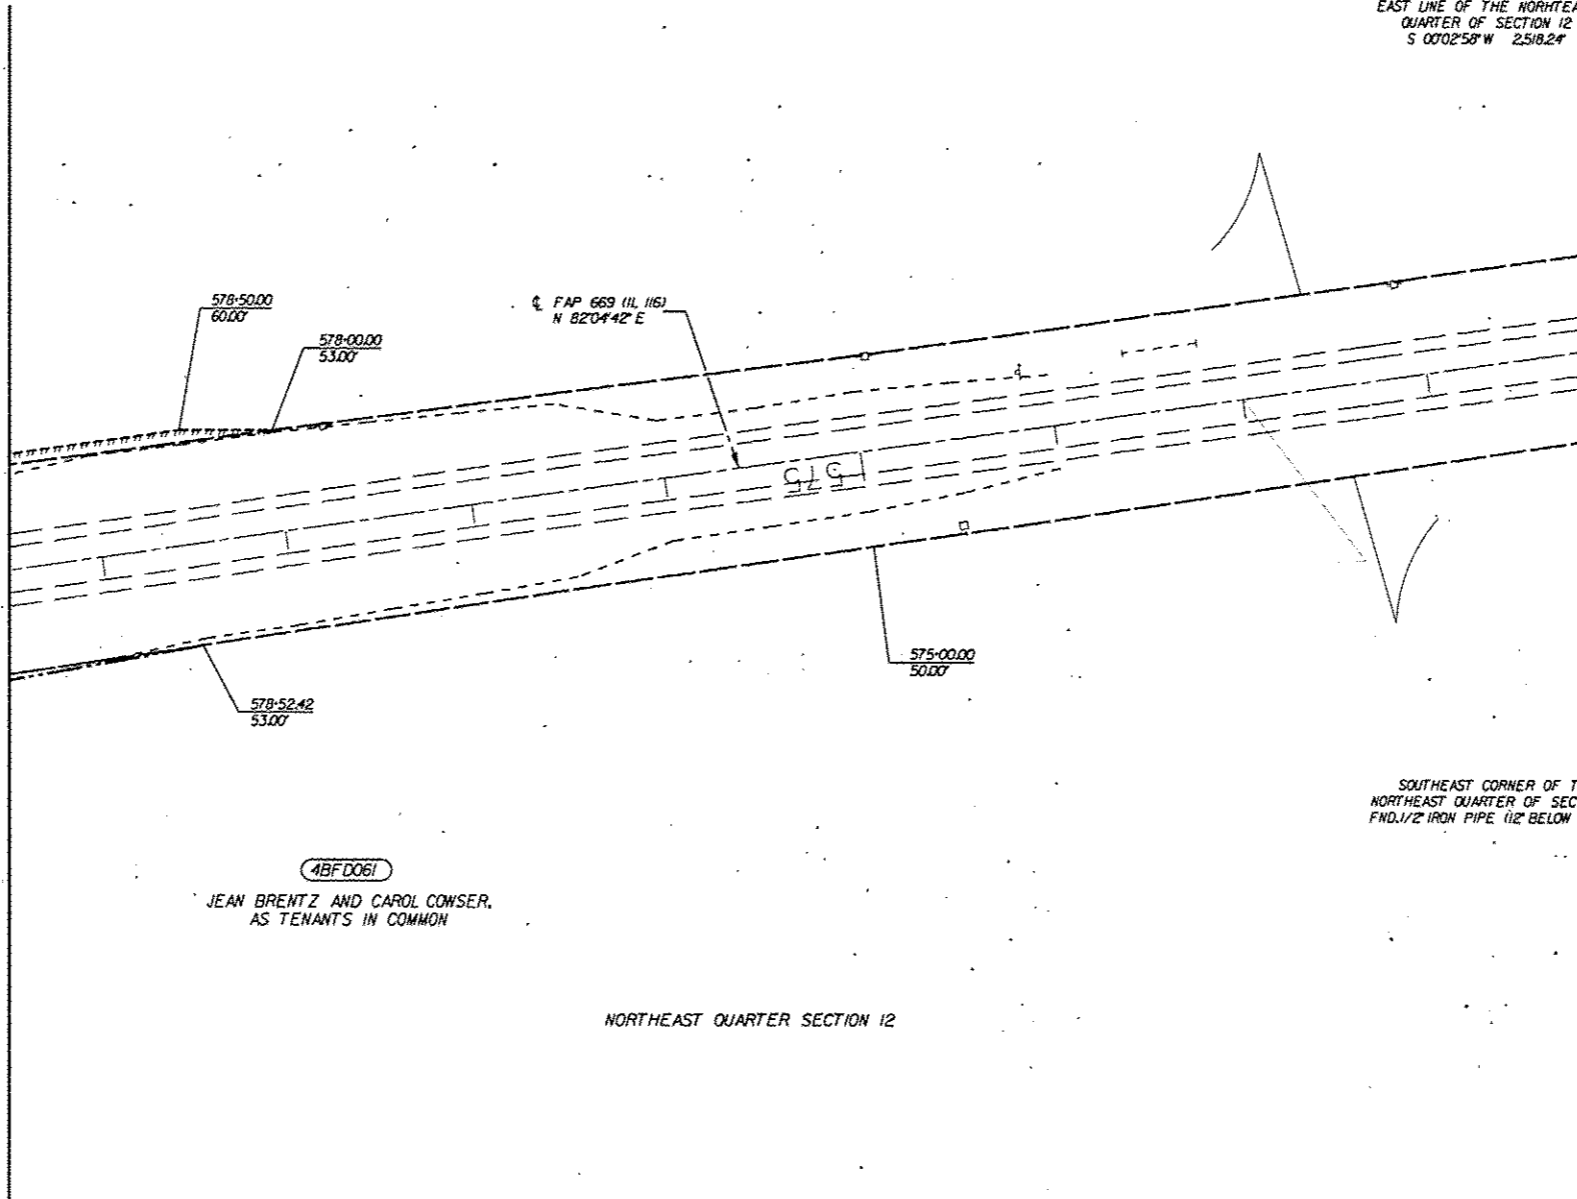 EAST LINE OF THE NORHTEA
QUARTER OF SECTION 12
S 00°02'58" W 2,518.24'
578+50.00
60.00'
578+00.00
53.00'
℄ FAP 669 (IL 116)
N 82°04'42" E
575
575+00.00
50.00'
578+52.42
53.00'
SOUTHEAST CORNER OF T
NORTHEAST QUARTER OF SEC
FND. 1/2" IRON PIPE (12" BELOW
4BFD061
JEAN BRENTZ AND CAROL COWSER,
AS TENANTS IN COMMON
NORTHEAST QUARTER SECTION 12